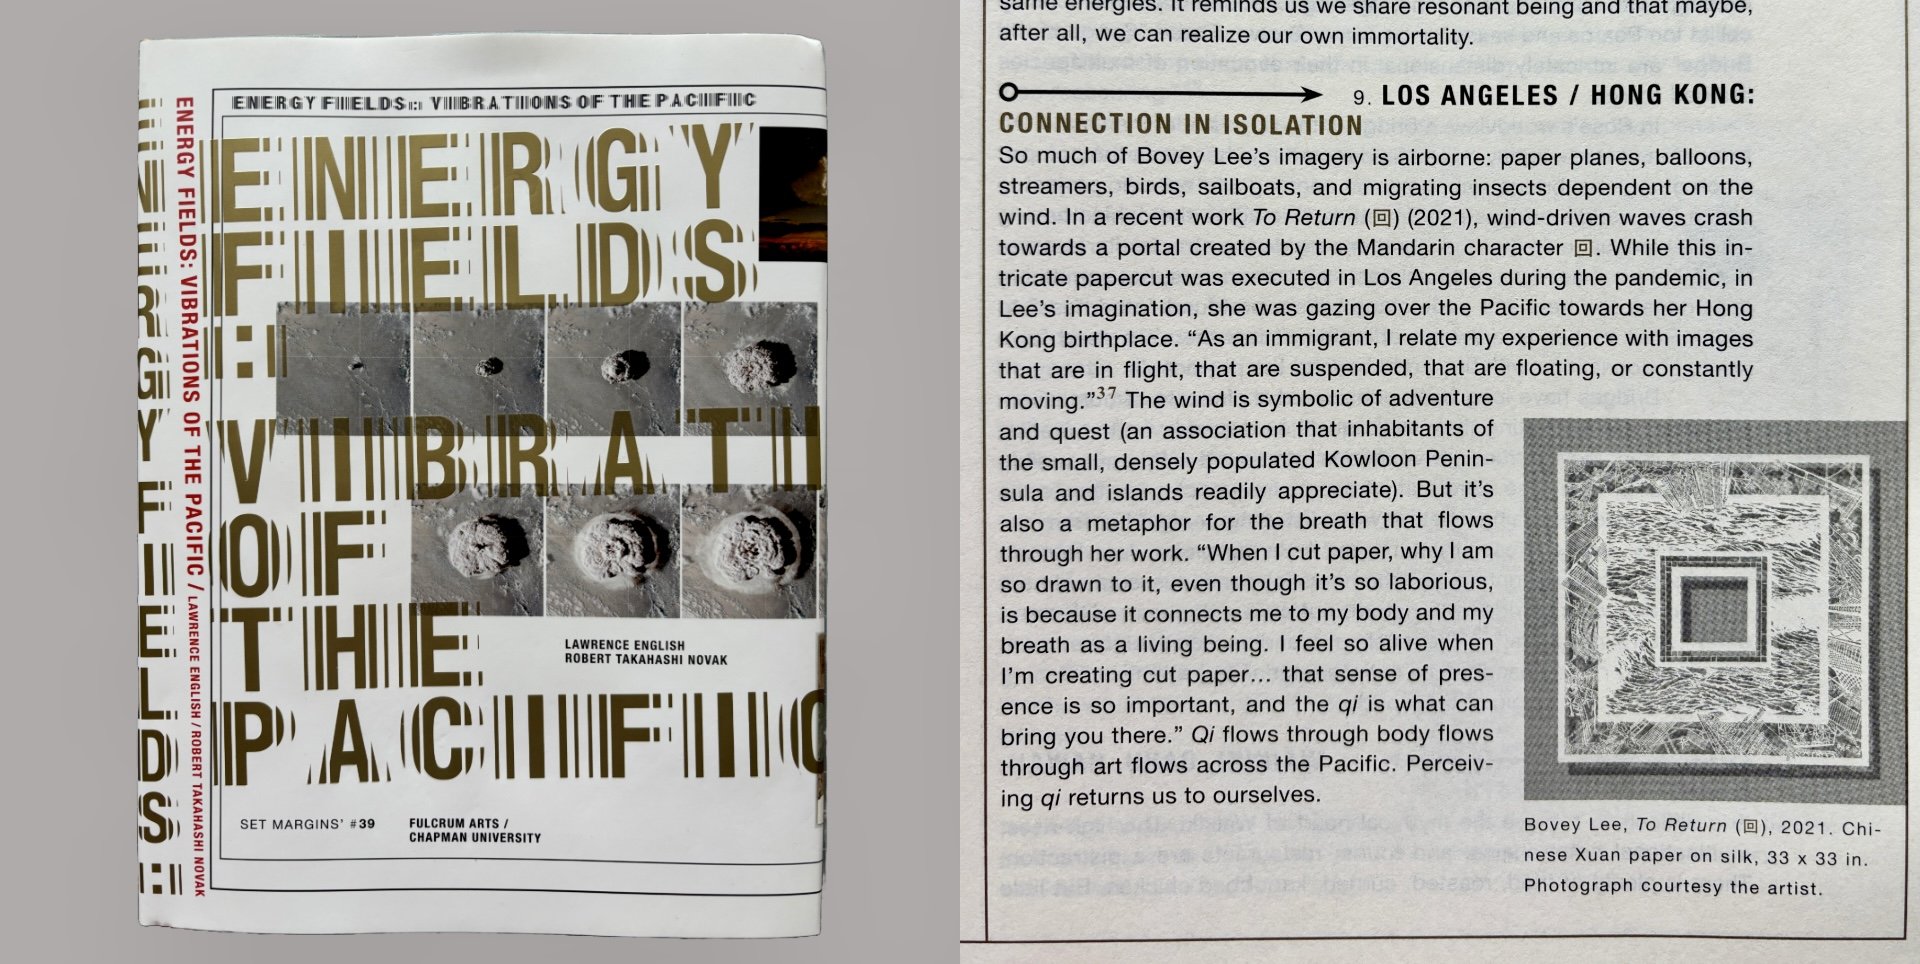 ENERGY FIELDS: VIBRATIONS OF THE PACIFIC
ENERGY
FIELDS
:
VIBRATI
OF
THE
PACIFIC
LAWRENCE ENGLISH
ROBERT TAKAHASHI NOVAK
SET MARGINS’ #39
FULCRUM ARTS /
CHAPMAN UNIVERSITY
ENERGY FIELDS: VIBRATIONS OF THE PACIFIC / LAWRENCE ENGLISH / ROBERT TAKAHASHI NOVAK
ENERGY FIELDS:
same energies. It reminds us we share resonant being and that maybe,
after all, we can realize our own immortality.
9. LOS ANGELES / HONG KONG:
CONNECTION IN ISOLATION
So much of Bovey Lee’s imagery is airborne: paper planes, balloons,
streamers, birds, sailboats, and migrating insects dependent on the
wind. In a recent work To Return (回) (2021), wind-driven waves crash
towards a portal created by the Mandarin character 回. While this in-
tricate papercut was executed in Los Angeles during the pandemic, in
Lee’s imagination, she was gazing over the Pacific towards her Hong
Kong birthplace. “As an immigrant, I relate my experience with images
that are in flight, that are suspended, that are floating, or constantly
moving.”37 The wind is symbolic of adventure
and quest (an association that inhabitants of
the small, densely populated Kowloon Penin-
sula and islands readily appreciate). But it’s
also a metaphor for the breath that flows
through her work. “When I cut paper, why I am
so drawn to it, even though it’s so laborious,
is because it connects me to my body and my
breath as a living being. I feel so alive when
I’m creating cut paper... that sense of pres-
ence is so important, and the qi is what can
bring you there.” Qi flows through body flows
through art flows across the Pacific. Perceiv-
ing qi returns us to ourselves.
Bovey Lee, To Return (回), 2021. Chi-
nese Xuan paper on silk, 33 x 33 in.
Photograph courtesy the artist.